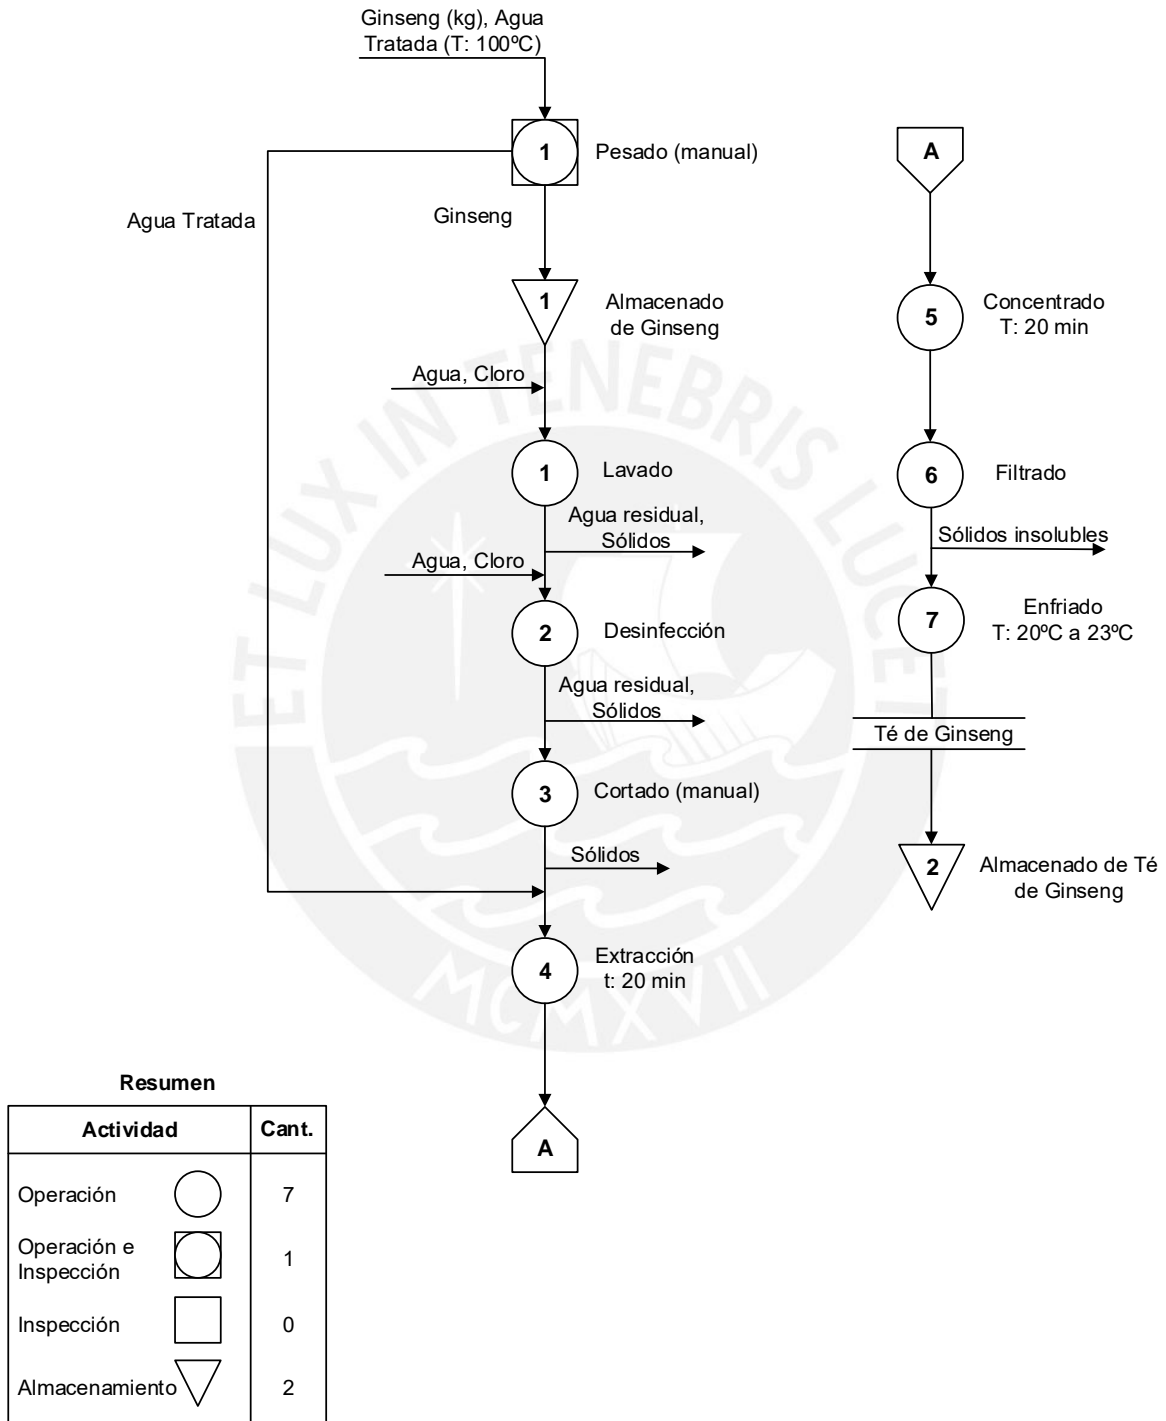 Ginseng (kg), Agua
Tratada (T: 100ºC)
1
Pesado (manual)
Agua Tratada
Ginseng
1
Almacenado
de Ginseng
Agua, Cloro
1
Lavado
Agua residual,
Sólidos
Agua, Cloro
2
Desinfección
Agua residual,
Sólidos
3
Cortado (manual)
Sólidos
4
Extracción
t: 20 min
A
A
5
Concentrado
T: 20 min
6
Filtrado
Sólidos insolubles
7
Enfriado
T: 20ºC a 23ºC
Té de Ginseng
2
Almacenado de Té
de Ginseng
ET LUX IN TENEBRIS LUCET
MCMXVII
Resumen
Actividad Cant.
Operación 7
Operación e
Inspección 1
Inspección 0
Almacenamiento 2